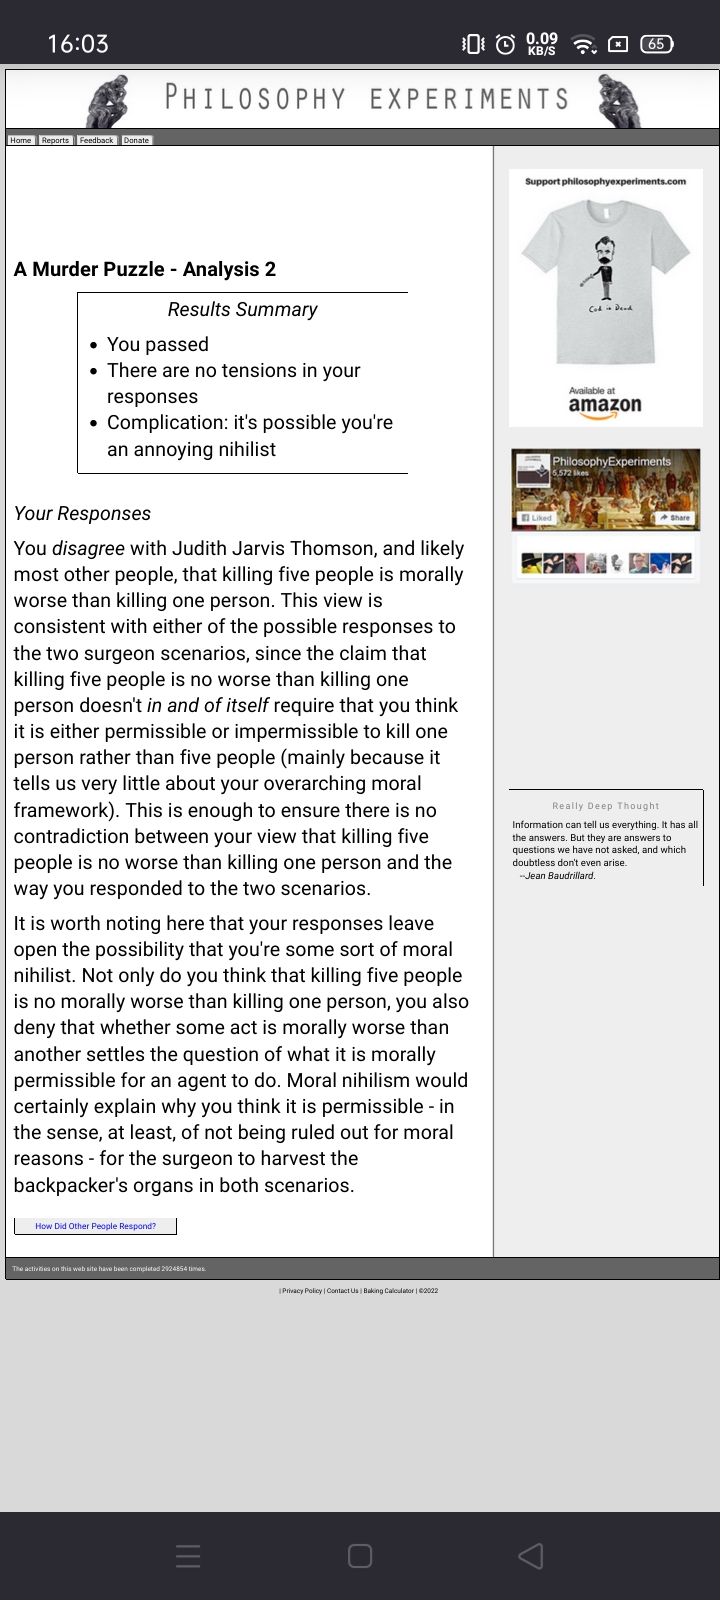 16:03
0.09
KB/S
65
PHILOSOPHY EXPERIMENTS
Home Reports Feedback Donate
A Murder Puzzle - Analysis 2
Results Summary
• You passed
• There are no tensions in your
responses
• Complication: it's possible you're
an annoying nihilist
Your Responses
You disagree with Judith Jarvis Thomson, and likely
most other people, that killing five people is morally
worse than killing one person. This view is
consistent with either of the possible responses to
the two surgeon scenarios, since the claim that
killing five people is no worse than killing one
person doesn't in and of itself require that you think
it is either permissible or impermissible to kill one
person rather than five people (mainly because it
tells us very little about your overarching moral
framework). This is enough to ensure there is no
contradiction between your view that killing five
people is no worse than killing one person and the
way you responded to the two scenarios.
It is worth noting here that your responses leave
open the possibility that you're some sort of moral
nihilist. Not only do you think that killing five people
is no morally worse than killing one person, you also
deny that whether some act is morally worse than
another settles the question of what it is morally
permissible for an agent to do. Moral nihilism would
certainly explain why you think it is permissible - in
the sense, at least, of not being ruled out for moral
reasons - for the surgeon to harvest the
backpacker's organs in both scenarios.
How Did Other People Respond?
Support philosophyexperiments.com
God is Dead
Available at
amazon
PhilosophyExperiments
5,572 likes
Liked Share
Really Deep Thought
Information can tell us everything. It has all
the answers. But they are answers to
questions we have not asked, and which
doubtless don't even arise.
--Jean Baudrillard.
The activities on this web site have been completed 2924854 times.
| Privacy Policy | Contact Us | Baking Calculator | ©2022